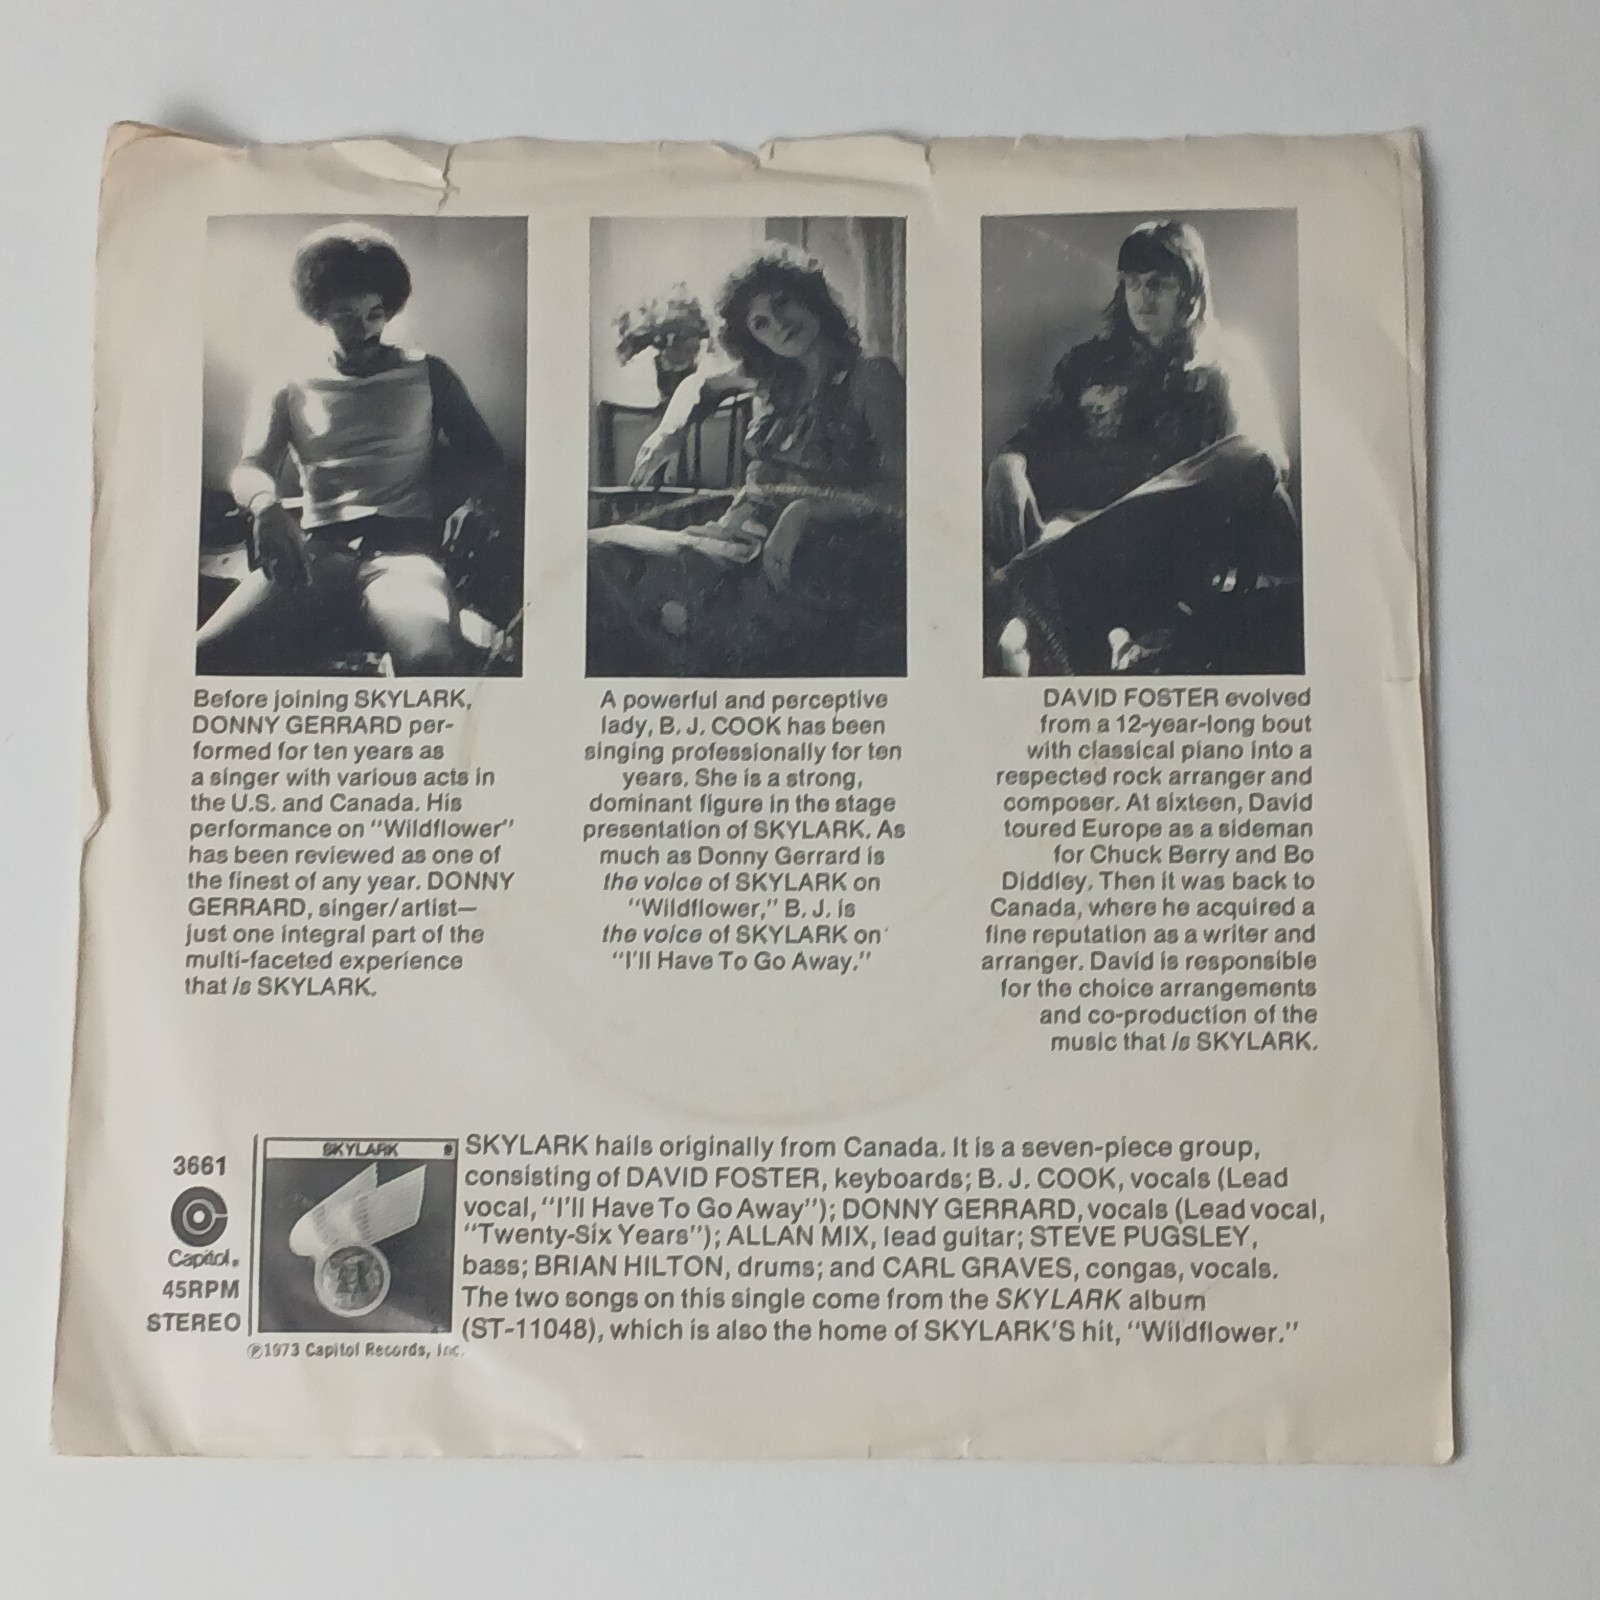 Before joining SKYLARK,
DONNY GERRARD per-
formed for ten years as
a singer with various acts in
the U.S. and Canada. His
performance on "Wildflower"
has been reviewed as one of
the finest of any year. DONNY
GERRARD, singer/artist—
just one integral part of the
multi-faceted experience
that is SKYLARK.
A powerful and perceptive
lady, B. J. COOK has been
singing professionally for ten
years. She is a strong,
dominant figure in the stage
presentation of SKYLARK. As
much as Donny Gerrard is
the voice of SKYLARK on
"Wildflower," B. J. is
the voice of SKYLARK on
"I'll Have To Go Away."
DAVID FOSTER evolved
from a 12-year-long bout
with classical piano into a
respected rock arranger and
composer. At sixteen, David
toured Europe as a sideman
for Chuck Berry and Bo
Diddley. Then it was back to
Canada, where he acquired a
fine reputation as a writer and
arranger. David is responsible
for the choice arrangements
and co-production of the
music that is SKYLARK.
3661
Capitol®
45RPM
STEREO
SKYLARK
℗1973 Capitol Records, Inc.
SKYLARK hails originally from Canada. It is a seven-piece group,
consisting of DAVID FOSTER, keyboards; B. J. COOK, vocals (Lead
vocal, "I'll Have To Go Away"); DONNY GERRARD, vocals (Lead vocal,
"Twenty-Six Years"); ALLAN MIX, lead guitar; STEVE PUGSLEY,
bass; BRIAN HILTON, drums; and CARL GRAVES, congas, vocals.
The two songs on this single come from the SKYLARK album
(ST-11048), which is also the home of SKYLARK'S hit, "Wildflower."